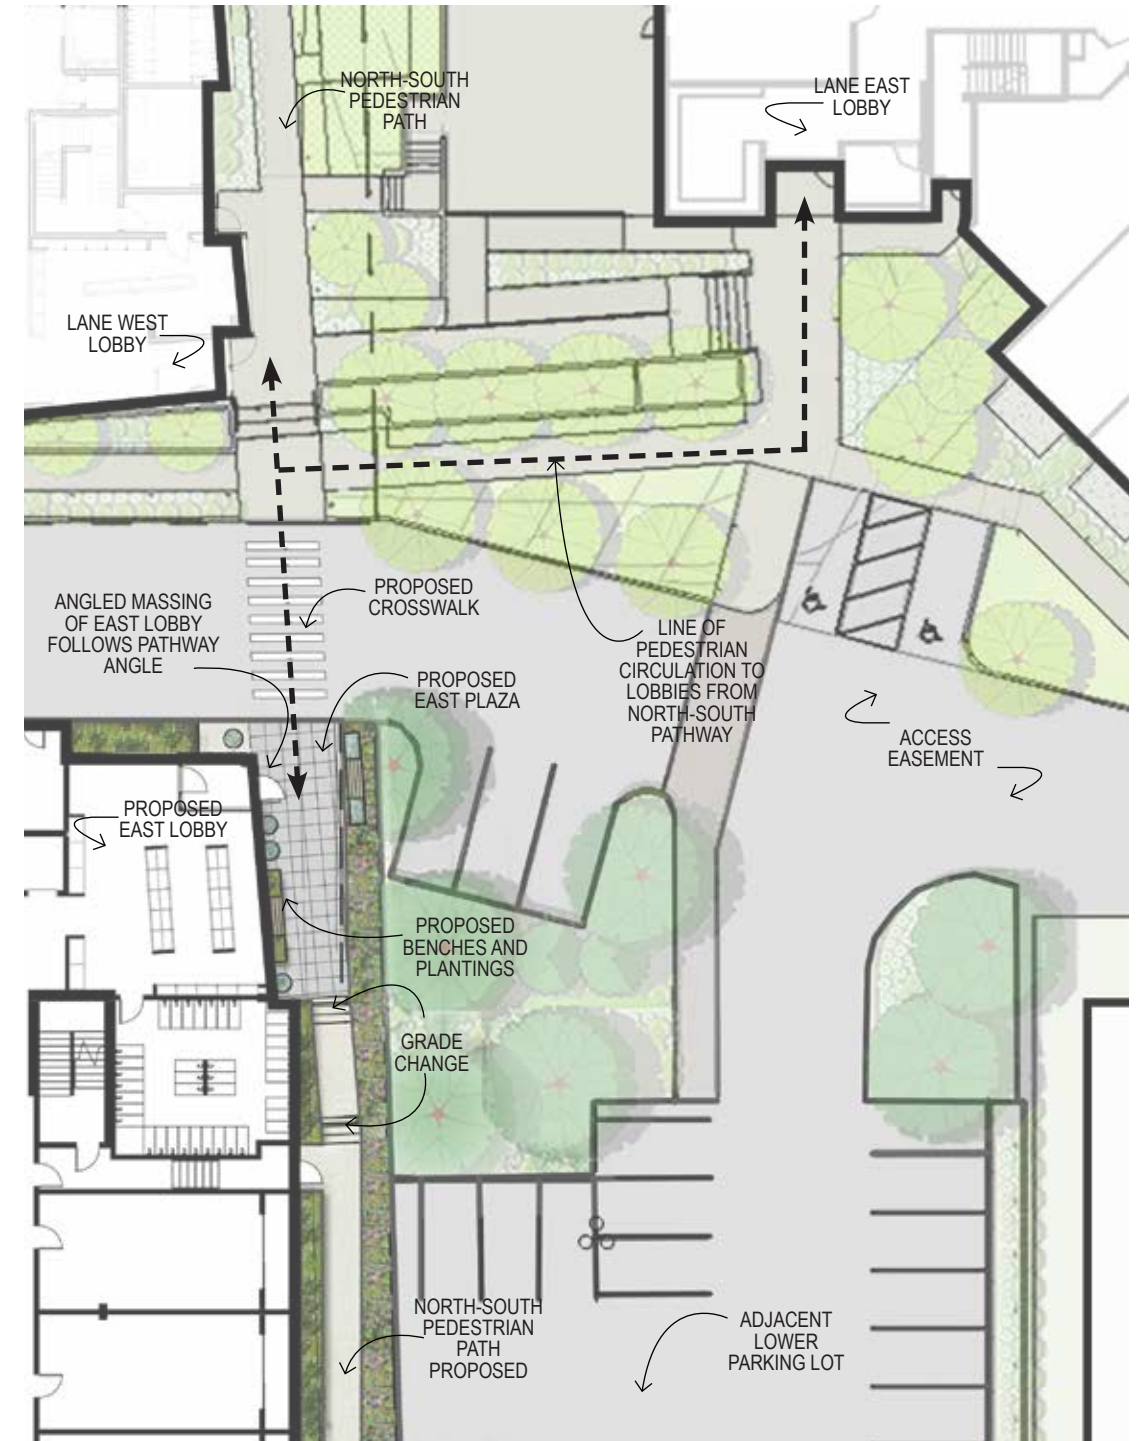 NORTH-SOUTH
PEDESTRIAN
PATH
LANE EAST
LOBBY
LANE WEST
LOBBY
PROPOSED
CROSSWALK
ANGLED MASSING
OF EAST LOBBY
FOLLOWS PATHWAY
ANGLE
LINE OF
PEDESTRIAN
CIRCULATION TO
LOBBIES FROM
NORTH-SOUTH
PATHWAY
PROPOSED
EAST PLAZA
ACCESS
EASEMENT
PROPOSED
EAST LOBBY
PROPOSED
BENCHES AND
PLANTINGS
GRADE
CHANGE
NORTH-SOUTH
PEDESTRIAN
PATH
PROPOSED
ADJACENT
LOWER
PARKING LOT